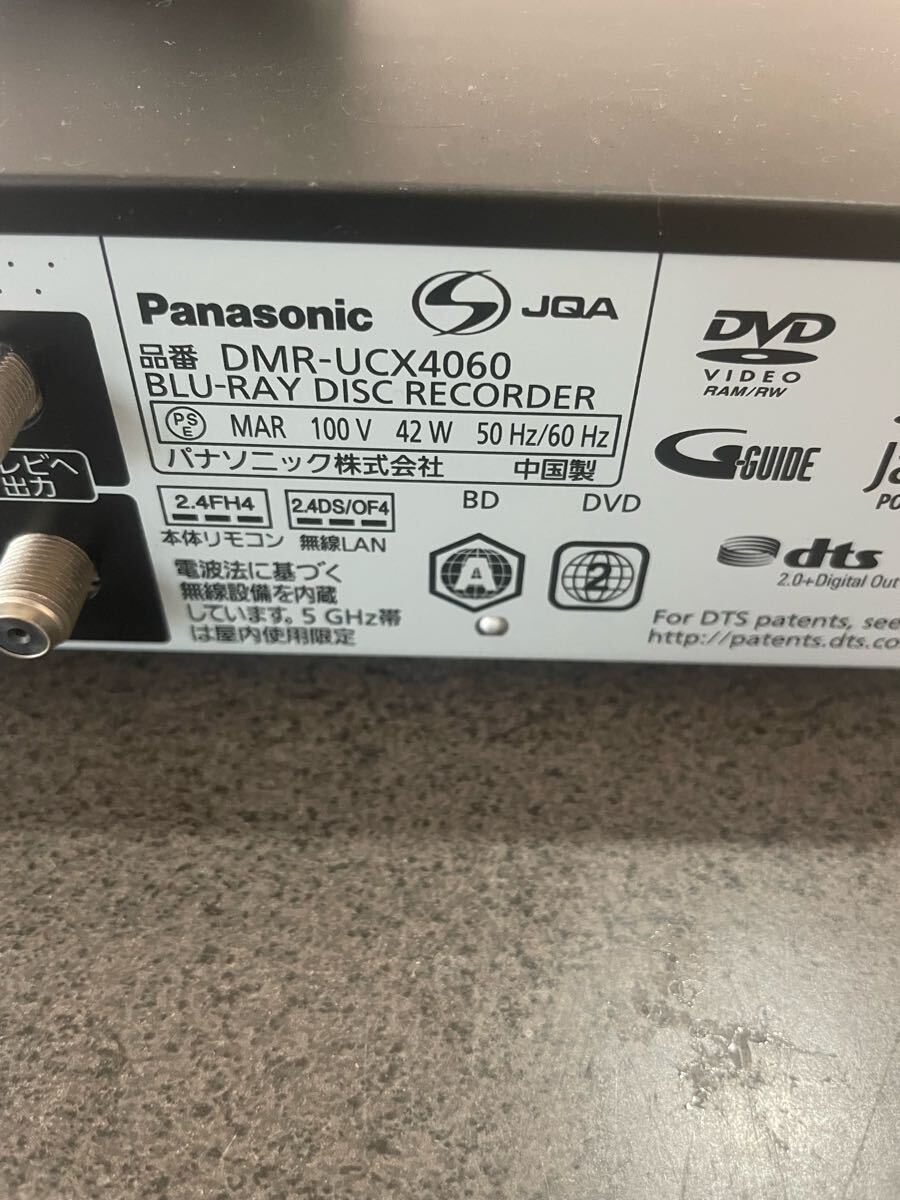 Panasonic JQA
品番 DMR-UCX4060
BLU-RAY DISC RECORDER
PS E MAR 100 V 42 W 50 Hz/60 Hz
パナソニック株式会社 中国製
2.4FH4 2.4DS/OF4
本体リモコン 無線LAN
電波法に基づく
無線設備を内蔵
しています。5 GHz帯
は屋内使用限定
BD DVD
A 2
DVD
VIDEO
RAM/RW
G-GUIDE
dts
2.0+Digital Out
For DTS patents, see
http://patents.dts.co
レビへ
出力